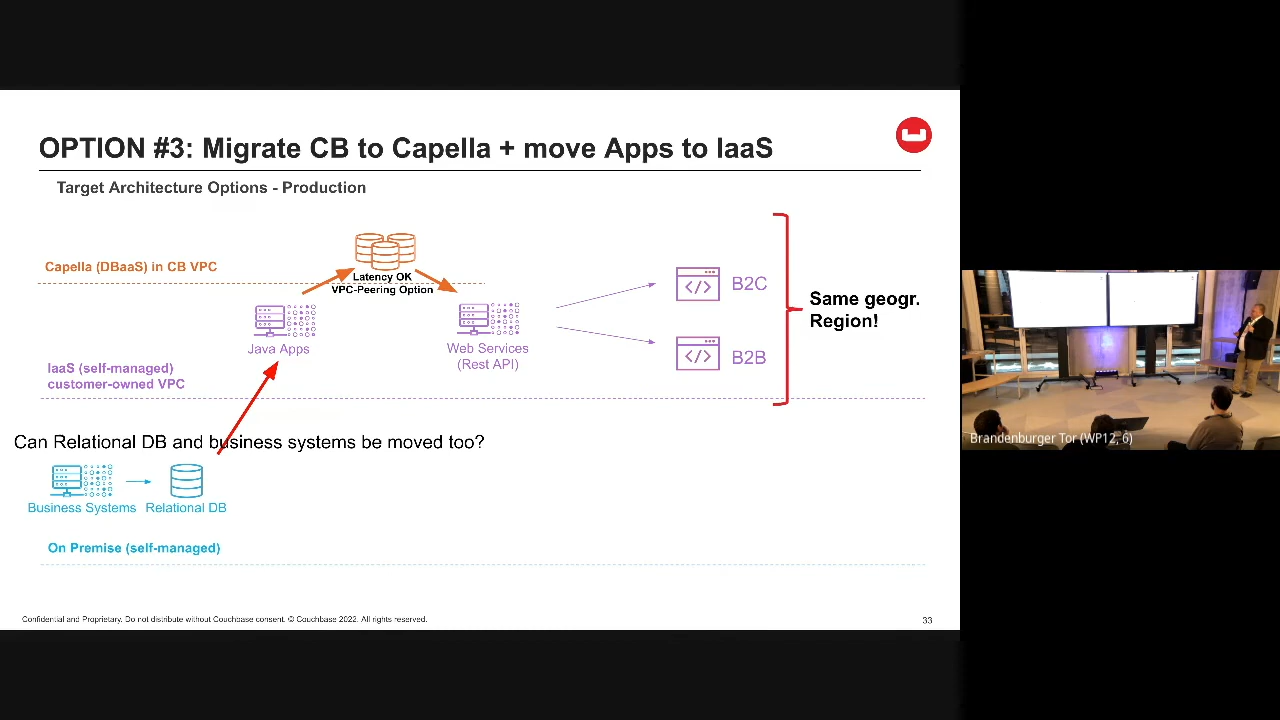 OPTION #3: Migrate CB to Capella + move Apps to IaaS
Target Architecture Options - Production
Capella (DBaaS) in CB VPC
Latency OK
VPC-Peering Option
Java Apps
Web Services
(Rest API)
B2C
B2B
Same geogr.
Region!
IaaS (self-managed)
customer-owned VPC
Can Relational DB and business systems be moved too?
Business Systems
Relational DB
On Premise (self-managed)
Confidential and Proprietary. Do not distribute without Couchbase consent. © Couchbase 2022. All rights reserved.
33
Brandenburger Tor (WP12, 6)